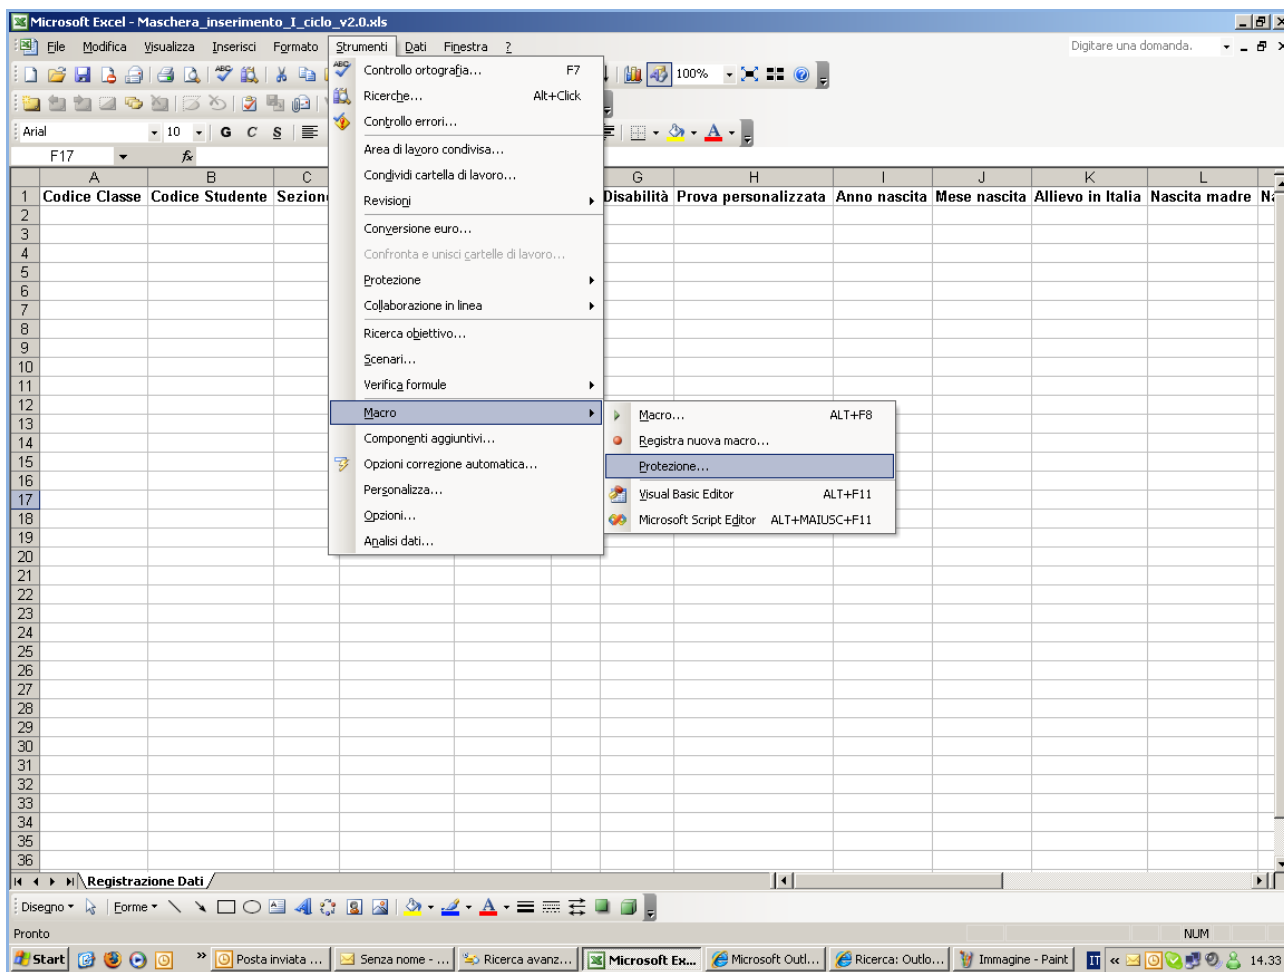 Microsoft Excel - Maschera_inserimento_I_ciclo_v2.0.xls
File Modifica Visualizza Inserisci Formato Strumenti Dati Finestra ? Digitare una domanda.
100%
Arial 10 G C S
F17 fx
A B C G H I J K L
1 Codice Classe Codice Studente Sezion Disabilità Prova personalizzata Anno nascita Mese nascita Allievo in Italia Nascita madre Na
Controllo ortografia... F7
Ricerche... Alt+Click
Controllo errori...
Area di lavoro condivisa...
Condividi cartella di lavoro...
Revisioni
Conversione euro...
Confronta e unisci cartelle di lavoro...
Protezione
Collaborazione in linea
Ricerca obiettivo...
Scenari...
Verifica formule
Macro
Componenti aggiuntivi...
Opzioni correzione automatica...
Personalizza...
Opzioni...
Analisi dati...
Macro... ALT+F8
Registra nuova macro...
Protezione...
Visual Basic Editor ALT+F11
Microsoft Script Editor ALT+MAIUSC+F11
2
3
4
5
6
7
8
9
10
11
12
13
14
15
16
17
18
19
20
21
22
23
24
25
26
27
28
29
30
31
32
33
34
35
36
Registrazione Dati
Disegno Forme
Pronto NUM
Start Posta inviata ... Senza nome - ... Ricerca avanz... Microsoft Ex... Microsoft Outl... Ricerca: Outlo... Immagine - Paint IT 14.33